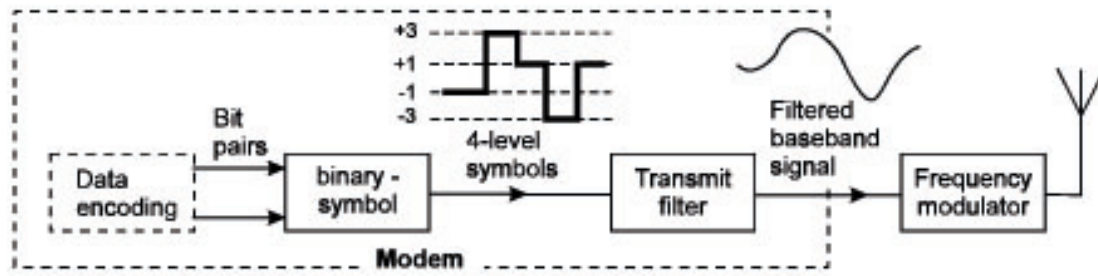 +3
+1
-1
-3
Bit
pairs
4-level
symbols
Filtered
baseband
signal
Data
encoding
binary -
symbol
Transmit
filter
Frequency
modulator
Modem